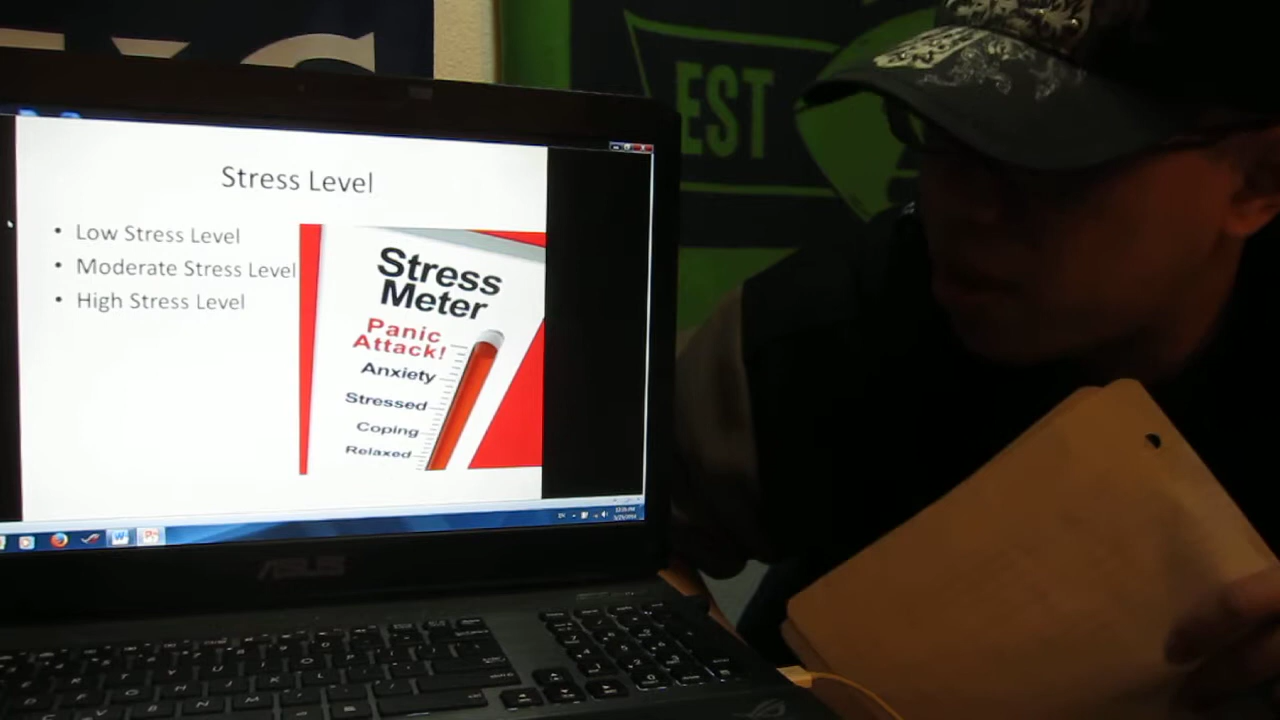 EST
Stress Level
• Low Stress Level
• Moderate Stress Level
• High Stress Level
Stress
Meter
Panic
Attack!
Anxiety
Stressed
Coping
Relaxed
ASUS